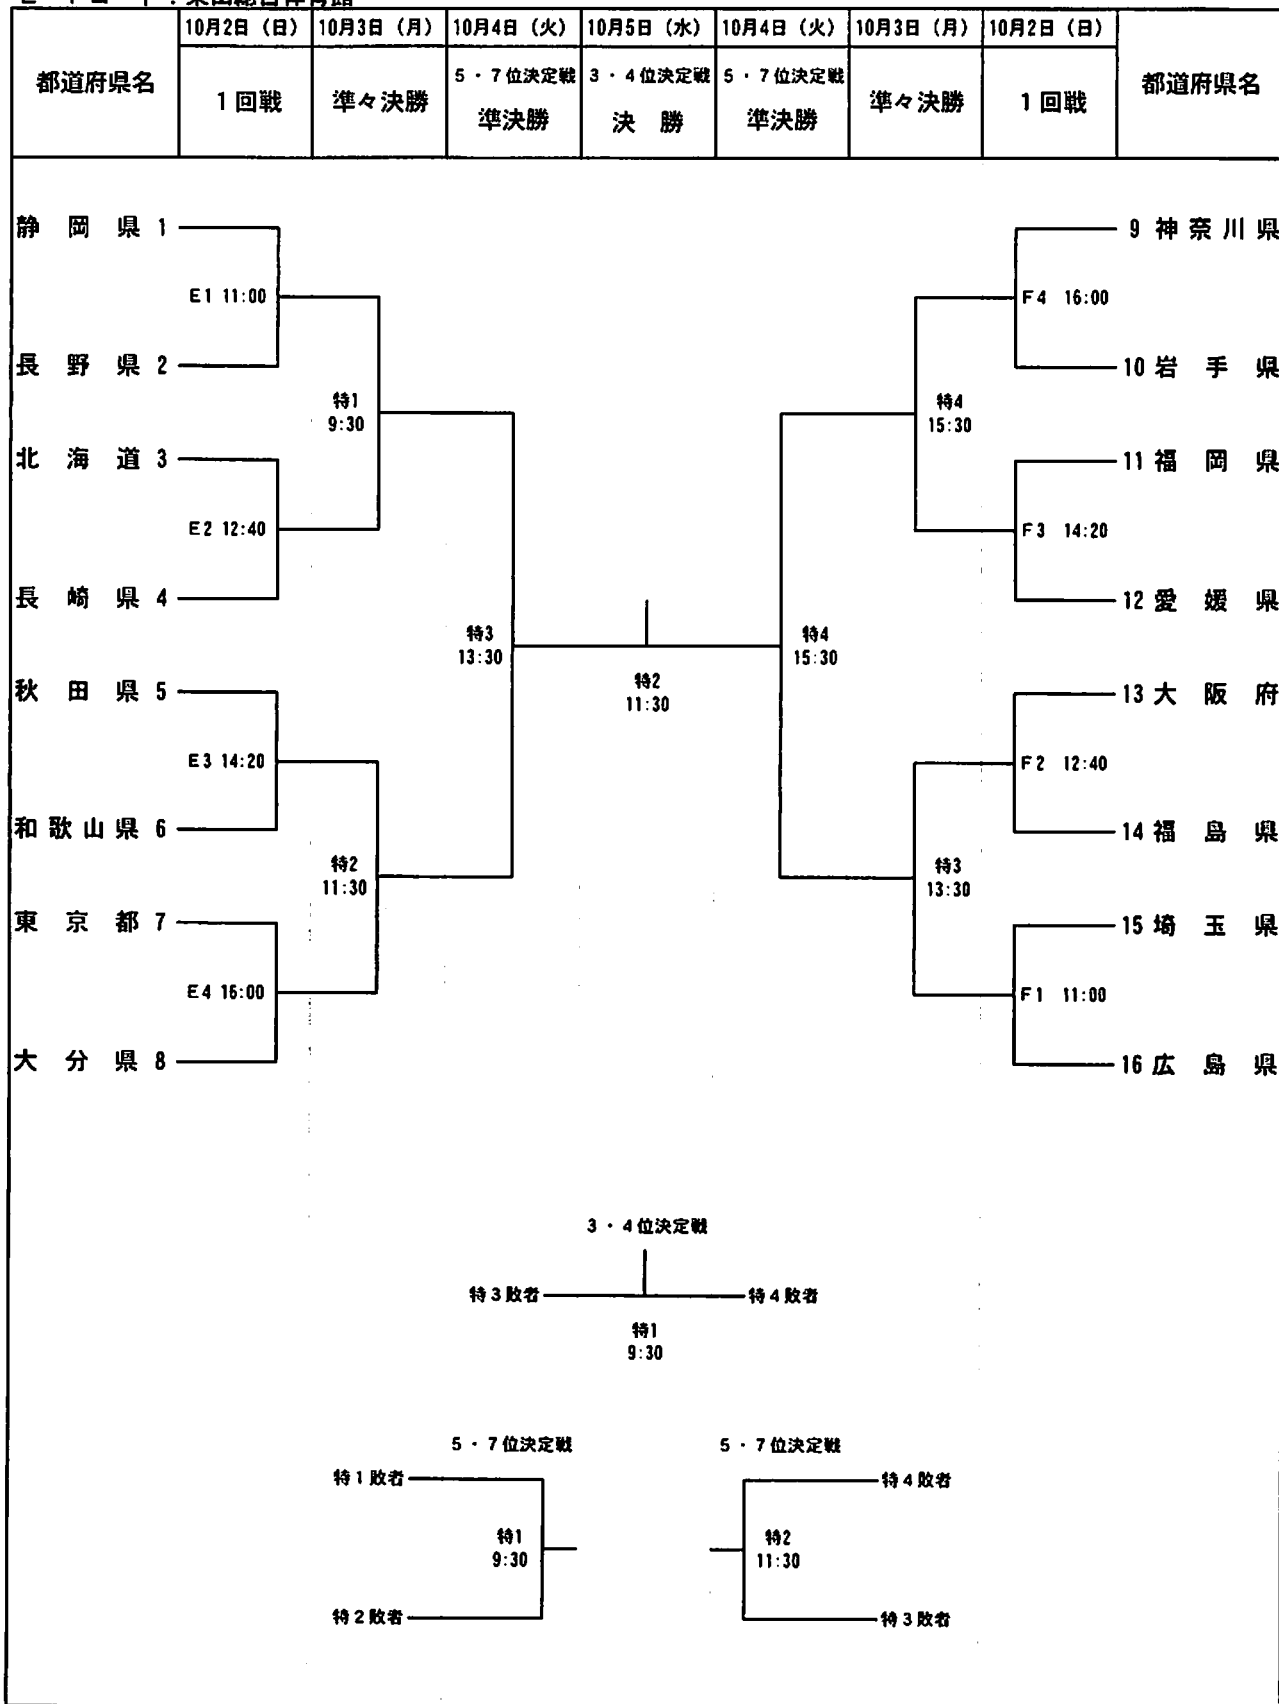 10月2日（日） 10月3日（月） 10月4日（火） 10月5日（水） 10月4日（火） 10月3日（月） 10月2日（日）
都道府県名 1回戦 準々決勝 5・7位決定戦 準決勝 3・4位決定戦 決勝 5・7位決定戦 準決勝 準々決勝 1回戦 都道府県名
静岡県 1
9 神奈川県
E1 11:00
F4 16:00
長野県 2
10 岩手県
特1
9:30
特4
15:30
北海道 3
11 福岡県
E2 12:40
F3 14:20
長崎県 4
12 愛媛県
特3
13:30
特4
15:30
特2
11:30
秋田県 5
13 大阪府
E3 14:20
F2 12:40
和歌山県 6
14 福島県
特2
11:30
特3
13:30
東京都 7
15 埼玉県
E4 16:00
F1 11:00
大分県 8
16 広島県
3・4位決定戦
特3敗者 特4敗者
特1
9:30
5・7位決定戦 5・7位決定戦
特1敗者 特4敗者
特1
9:30
特2
11:30
特2敗者 特3敗者